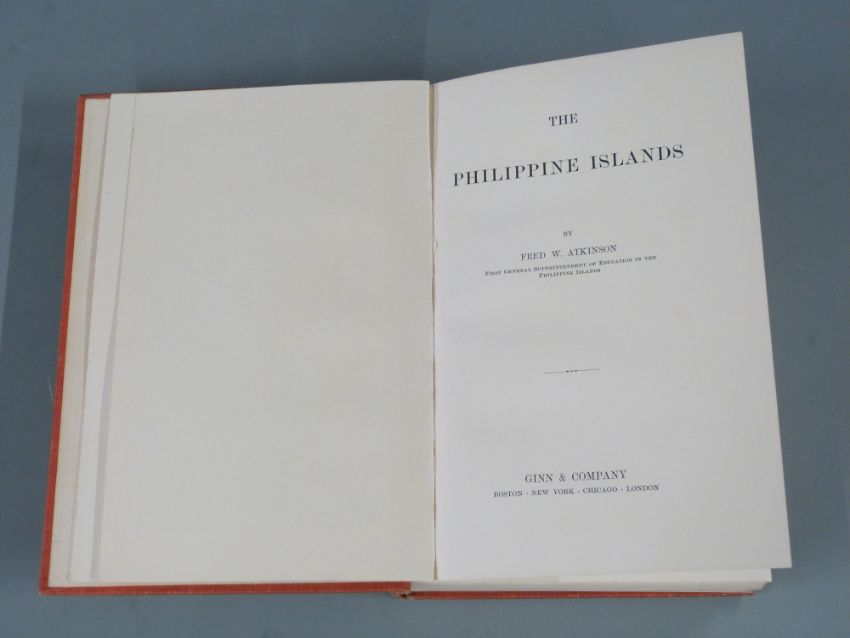 THE
PHILIPPINE ISLANDS
BY
FRED W. ATKINSON
First General Superintendent of Education in the
Philippine Islands
GINN & COMPANY
BOSTON · NEW YORK · CHICAGO · LONDON